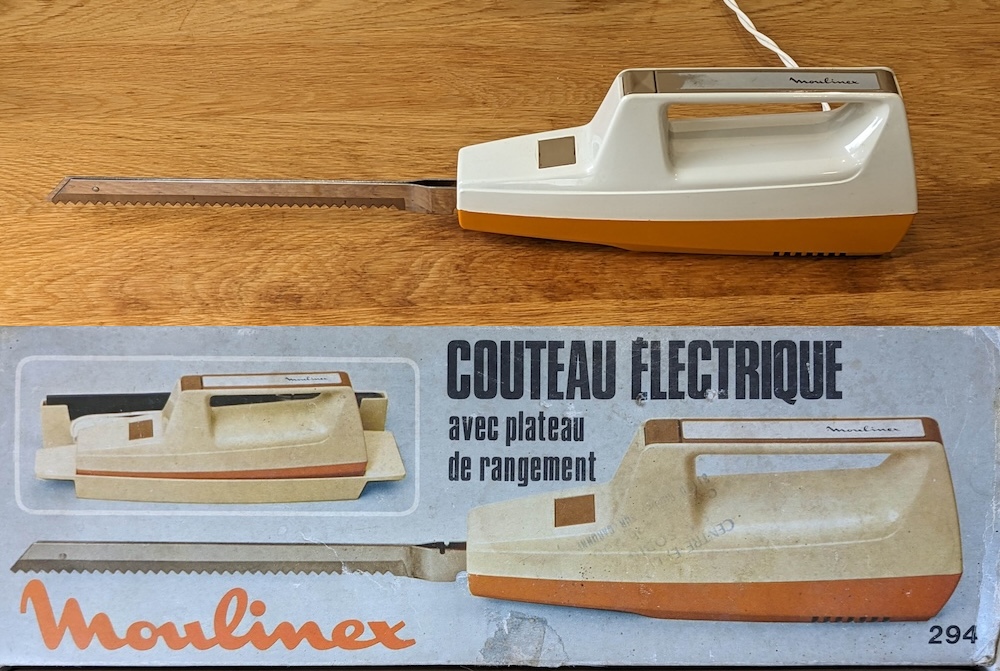 Moulinex
COUTEAU ÉLECTRIQUE
avec plateau
de rangement
Moulinex
Moulinex
Moulinex
294